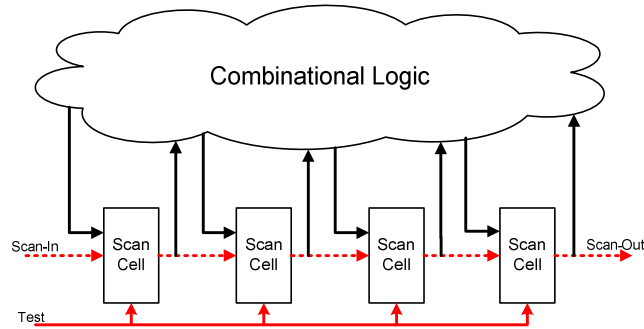 Combinational Logic
Scan-In
Scan
Cell
Scan
Cell
Scan
Cell
Scan
Cell
Scan-Out
Test